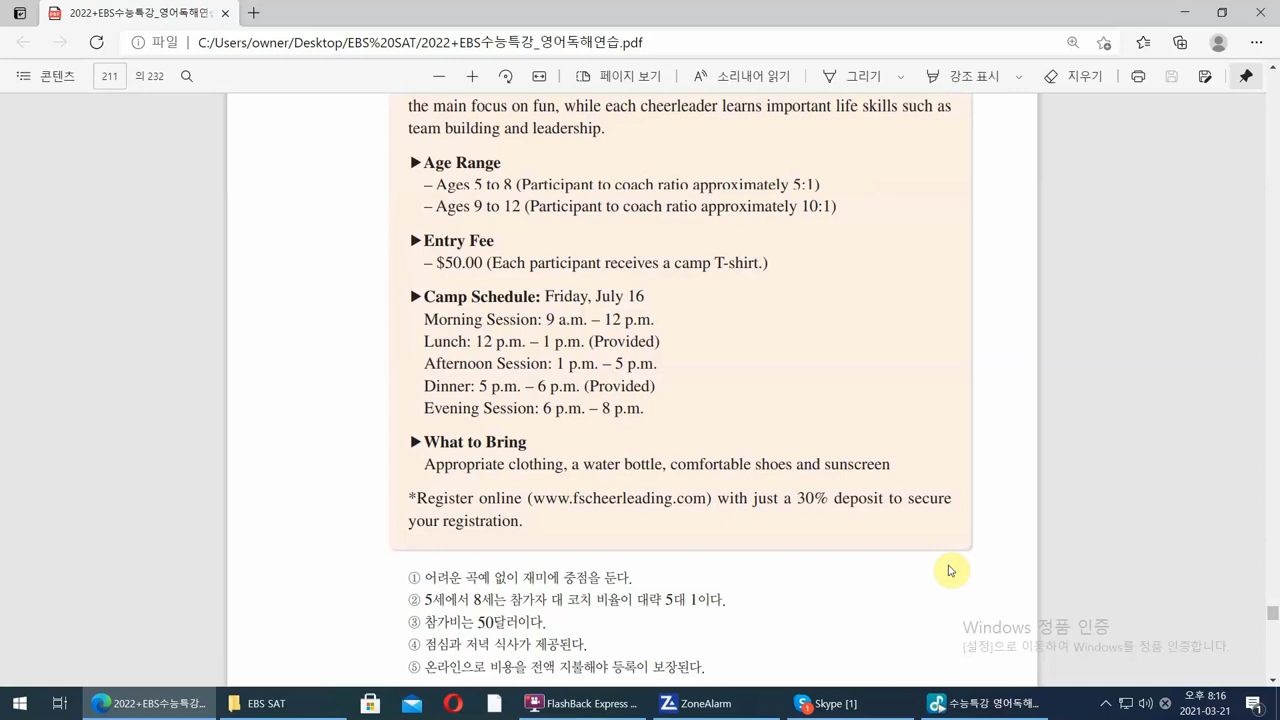 2022+EBS수능특강_영어독해연습
파일 C:/Users/owner/Desktop/EBS%20SAT/2022+EBS수능특강_영어독해연습.pdf
콘텐츠 211 의 232 페이지 보기 소리내어 읽기 그리기 강조 표시 지우기
the main focus on fun, while each cheerleader learns important life skills such as
team building and leadership.
▶Age Range
– Ages 5 to 8 (Participant to coach ratio approximately 5:1)
– Ages 9 to 12 (Participant to coach ratio approximately 10:1)
▶Entry Fee
– $50.00 (Each participant receives a camp T-shirt.)
▶Camp Schedule: Friday, July 16
Morning Session: 9 a.m. – 12 p.m.
Lunch: 12 p.m. – 1 p.m. (Provided)
Afternoon Session: 1 p.m. – 5 p.m.
Dinner: 5 p.m. – 6 p.m. (Provided)
Evening Session: 6 p.m. – 8 p.m.
▶What to Bring
Appropriate clothing, a water bottle, comfortable shoes and sunscreen
*Register online (www.fscheerleading.com) with just a 30% deposit to secure
your registration.
① 어려운 곡예 없이 재미에 중점을 둔다.
② 5세에서 8세는 참가자 대 코치 비율이 대략 5대 1이다.
③ 참가비는 50달러이다.
④ 점심과 저녁 식사가 제공된다.
⑤ 온라인으로 비용을 전액 지불해야 등록이 보장된다.
Windows 정품 인증
[설정]으로 이동하여 Windows를 정품 인증합니다.
2022+EBS수능특강... EBS SAT FlashBack Express ... ZoneAlarm Skype [1] 수능특강 영어독해... 오후 8:16
2021-03-21